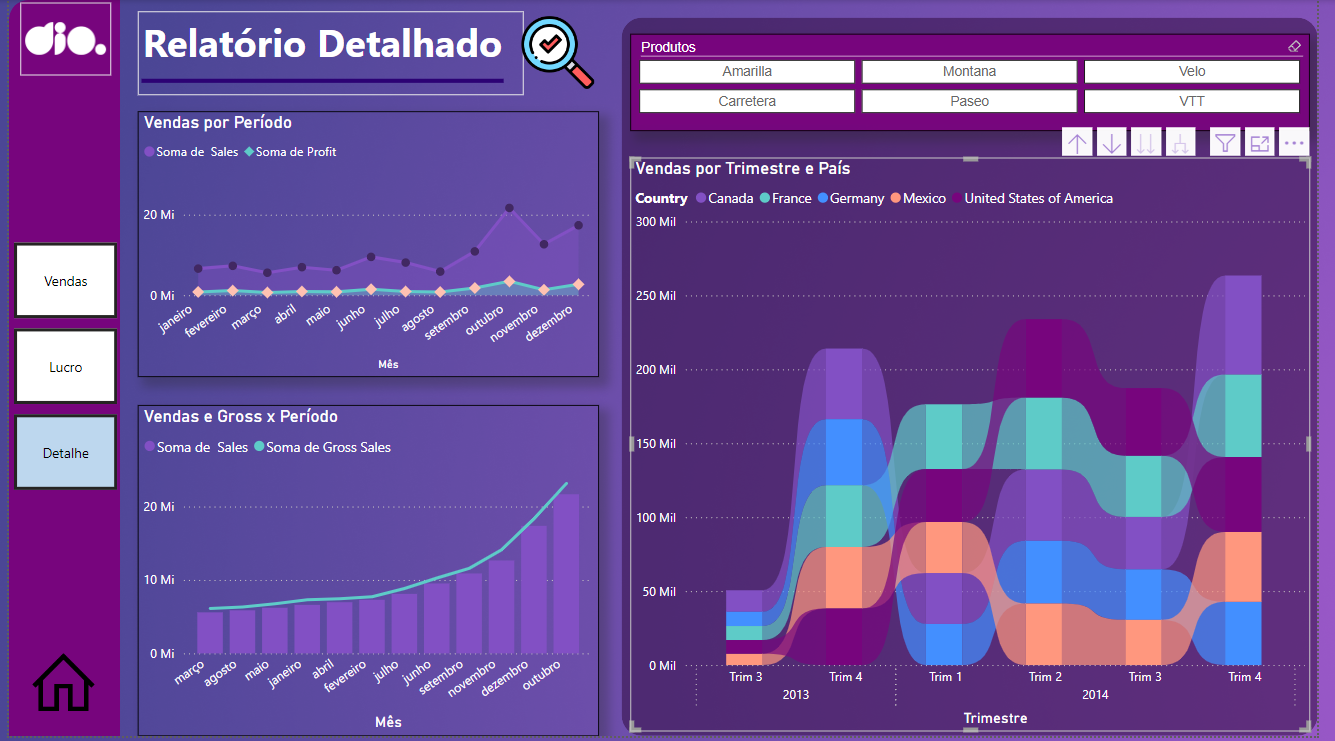 dio.
Relatório Detalhado
Vendas
Lucro
Detalhe
Vendas por Período
Soma de Sales Soma de Profit
20 Mi
0 Mi
janeiro fevereiro março abril maio junho julho agosto setembro outubro novembro dezembro
Mês
Vendas e Gross x Período
Soma de Sales Soma de Gross Sales
20 Mi
10 Mi
0 Mi
março agosto maio janeiro abril fevereiro julho junho setembro novembro dezembro outubro
Mês
Produtos
Amarilla Montana Velo
Carretera Paseo VTT
Vendas por Trimestre e País
Country Canada France Germany Mexico United States of America
300 Mil
250 Mil
200 Mil
150 Mil
100 Mil
50 Mil
0 Mil
Trim 3 Trim 4 Trim 1 Trim 2 Trim 3 Trim 4
2013 2014
Trimestre